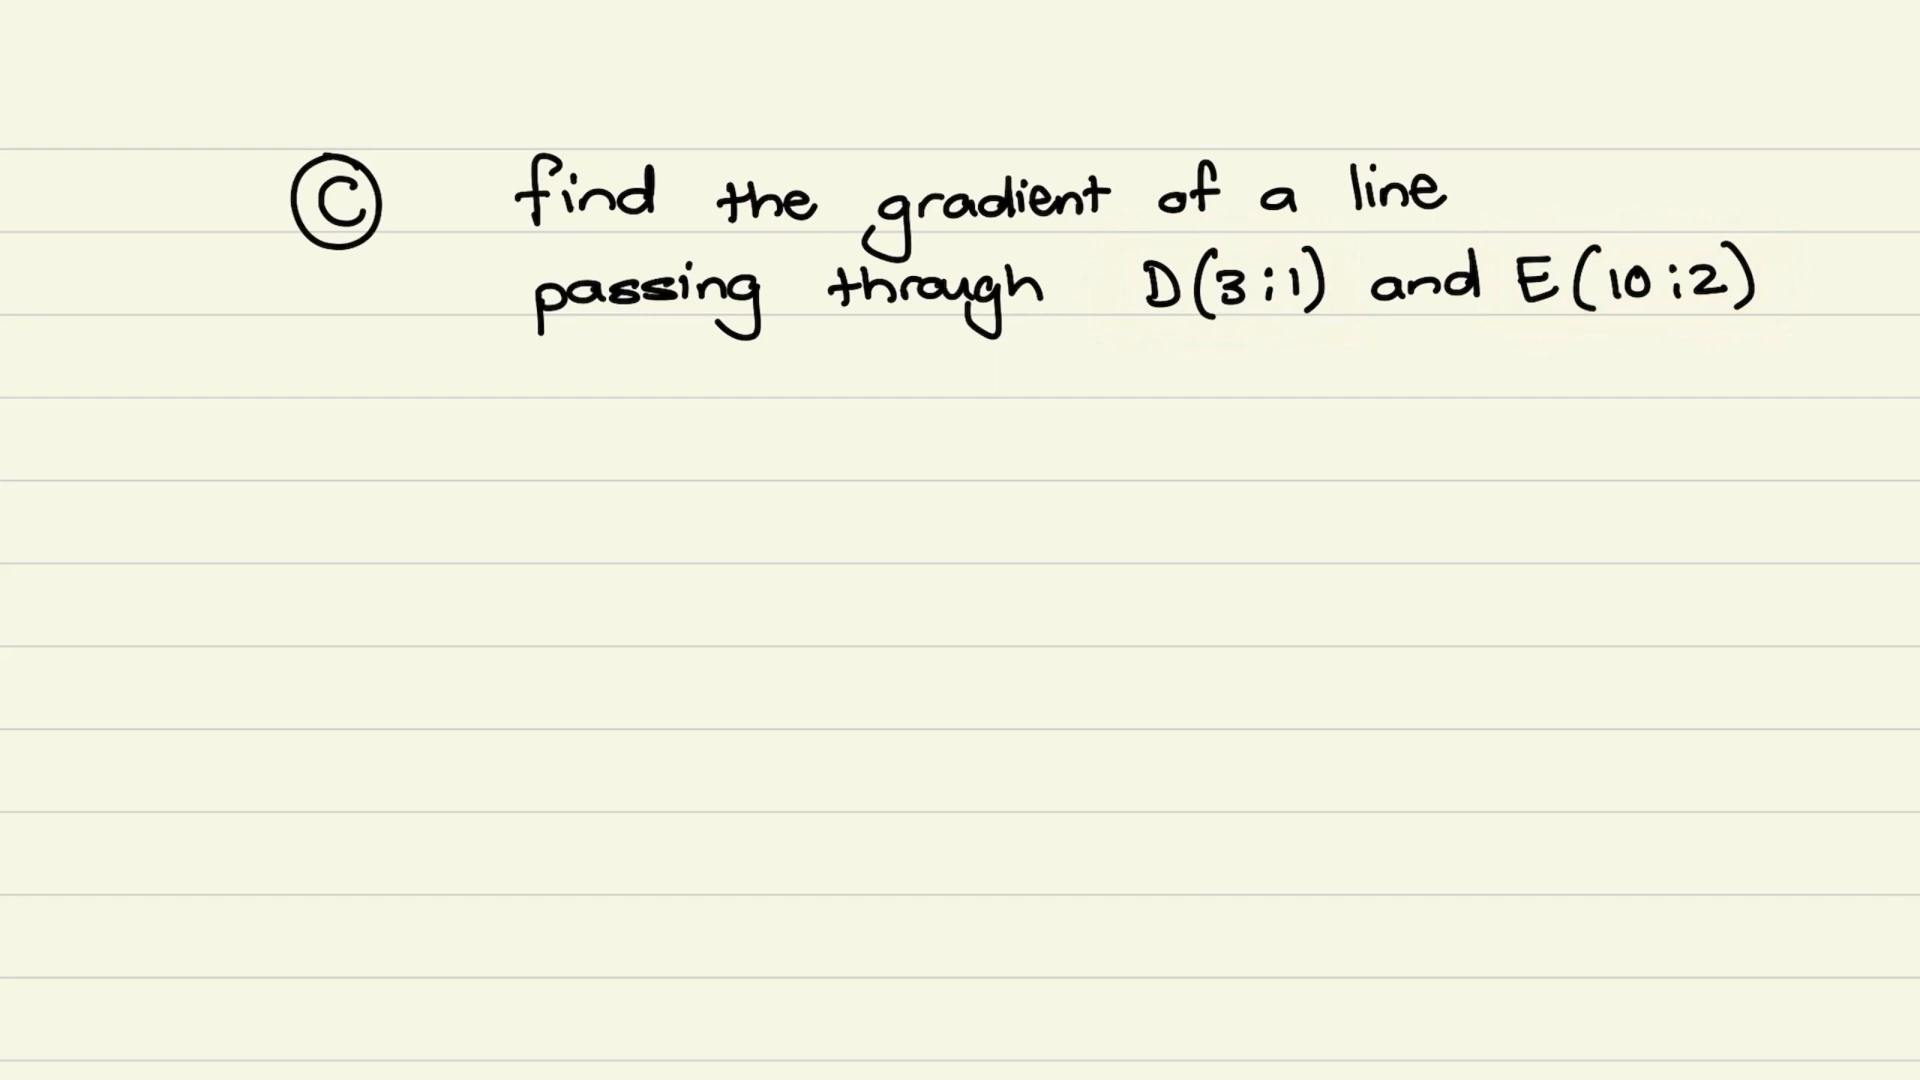 C find the gradient of a line
passing through D(3;1) and E(10;2)